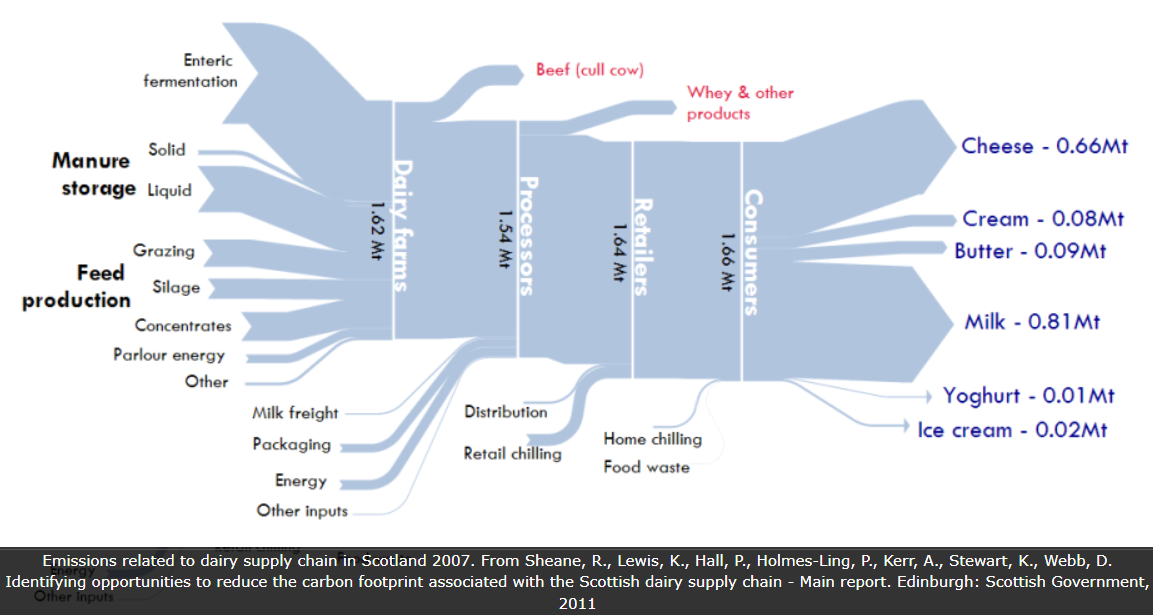 Enteric
fermentation
Manure
storage
Solid
Liquid
Feed
production
Grazing
Silage
Concentrates
Parlour energy
Other
Dairy farms
1.62 Mt
Beef (cull cow)
Milk freight
Packaging
Energy
Other inputs
Processors
1.54 Mt
Whey & other
products
Distribution
Retail chilling
Retailers
1.64 Mt
Home chilling
Food waste
Consumers
1.66 Mt
Cheese - 0.66Mt
Cream - 0.08Mt
Butter - 0.09Mt
Milk - 0.81Mt
Yoghurt - 0.01Mt
Ice cream - 0.02Mt
Retail chilling
Energy
Other inputs
Emissions related to dairy supply chain in Scotland 2007. From Sheane, R., Lewis, K., Hall, P., Holmes-Ling, P., Kerr, A., Stewart, K., Webb, D.
Identifying opportunities to reduce the carbon footprint associated with the Scottish dairy supply chain - Main report. Edinburgh: Scottish Government,
2011